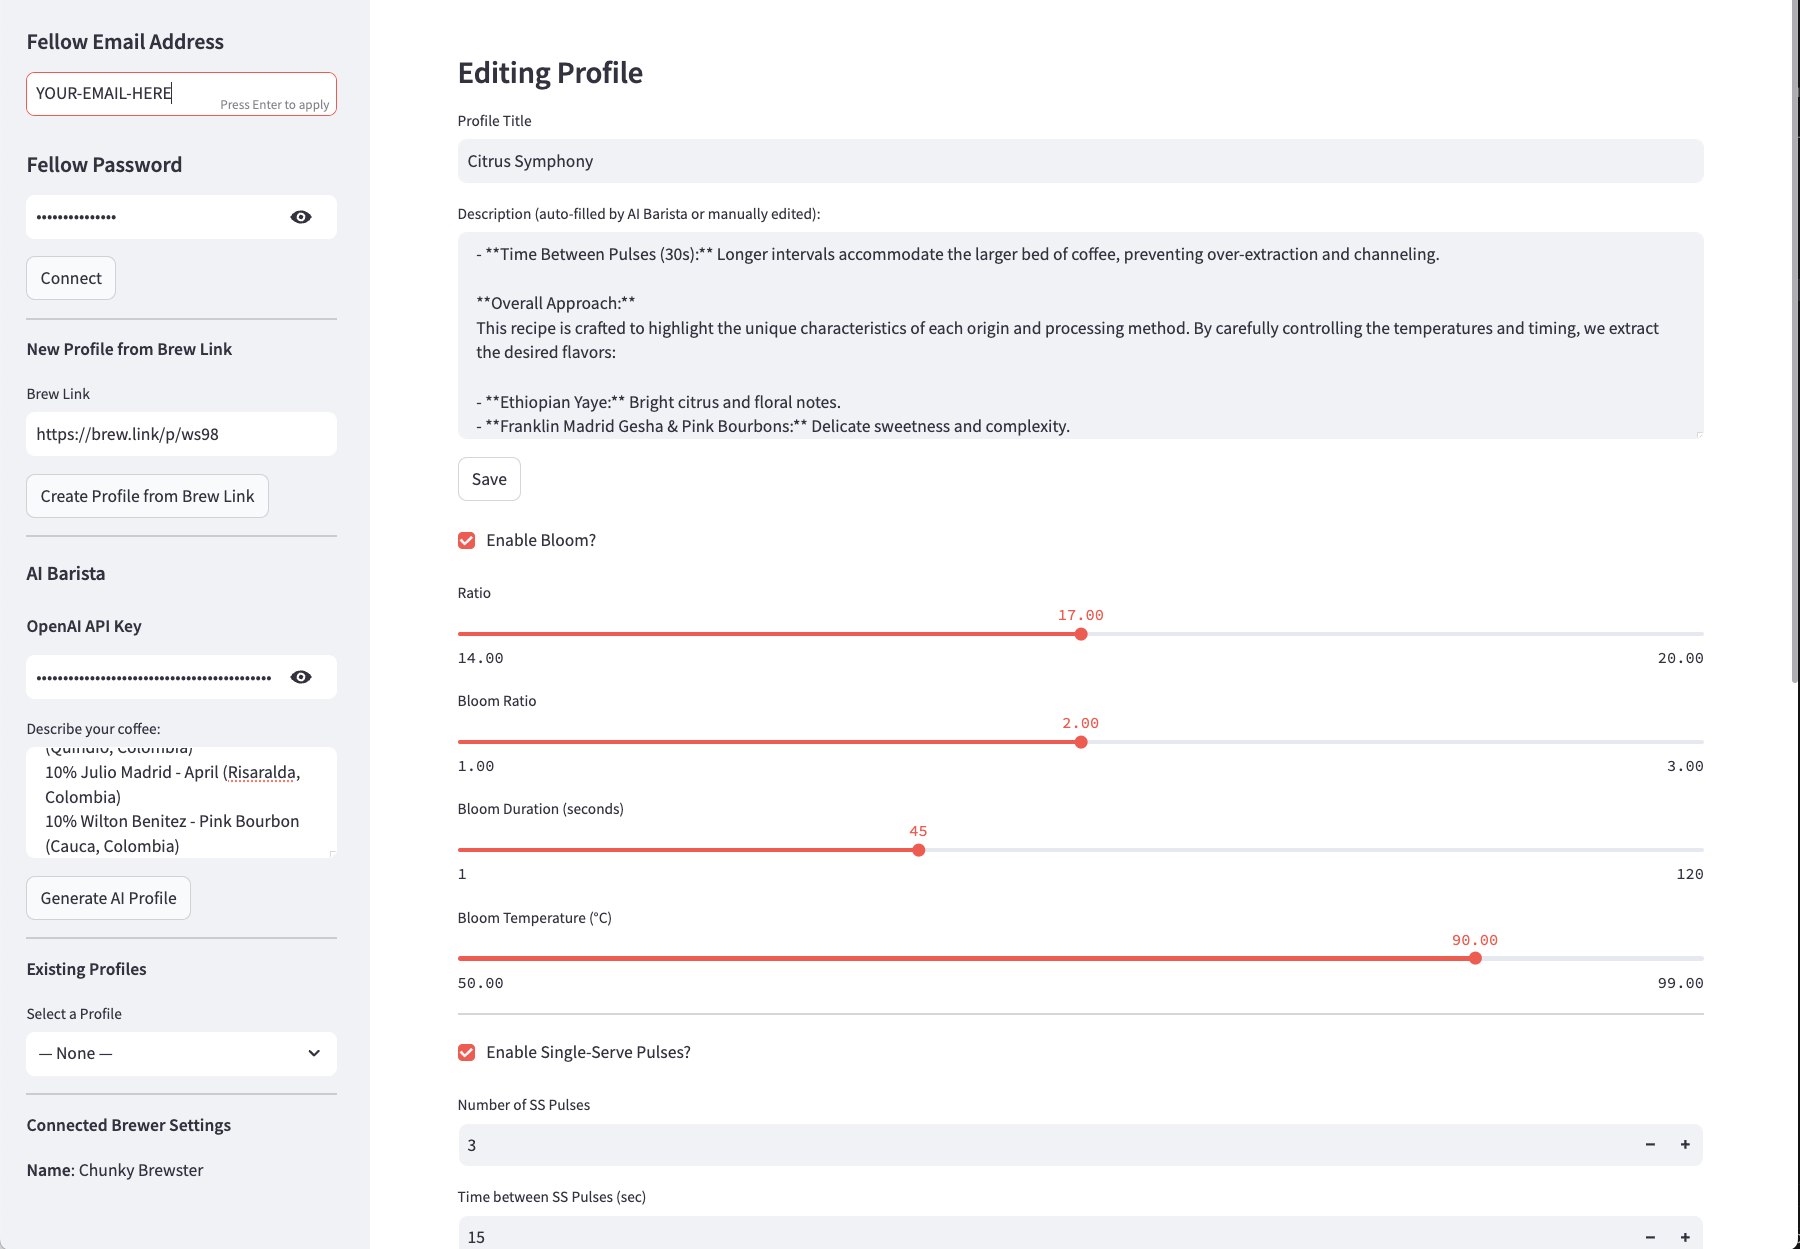 Fellow Email Address
YOUR-EMAIL-HERE
Press Enter to apply
Fellow Password
•••••••••••••••
Connect
New Profile from Brew Link
Brew Link
https://brew.link/p/ws98
Create Profile from Brew Link
AI Barista
OpenAI API Key
Describe your coffee:
(Quindio, Colombia)
10% Julio Madrid - April (Risaralda,
Colombia)
10% Wilton Benitez - Pink Bourbon
(Cauca, Colombia)
Generate AI Profile
Existing Profiles
Select a Profile
— None —
Connected Brewer Settings
Name: Chunky Brewster
Editing Profile
Profile Title
Citrus Symphony
Description (auto-filled by AI Barista or manually edited):
- **Time Between Pulses (30s):** Longer intervals accommodate the larger bed of coffee, preventing over-extraction and channeling.
**Overall Approach:**
This recipe is crafted to highlight the unique characteristics of each origin and processing method. By carefully controlling the temperatures and timing, we extract
the desired flavors:
- **Ethiopian Yaye:** Bright citrus and floral notes.
- **Franklin Madrid Gesha & Pink Bourbons:** Delicate sweetness and complexity.
Save
Enable Bloom?
Ratio
17.00
14.00 20.00
Bloom Ratio
2.00
1.00 3.00
Bloom Duration (seconds)
45
1 120
Bloom Temperature (°C)
90.00
50.00 99.00
Enable Single-Serve Pulses?
Number of SS Pulses
3
Time between SS Pulses (sec)
15